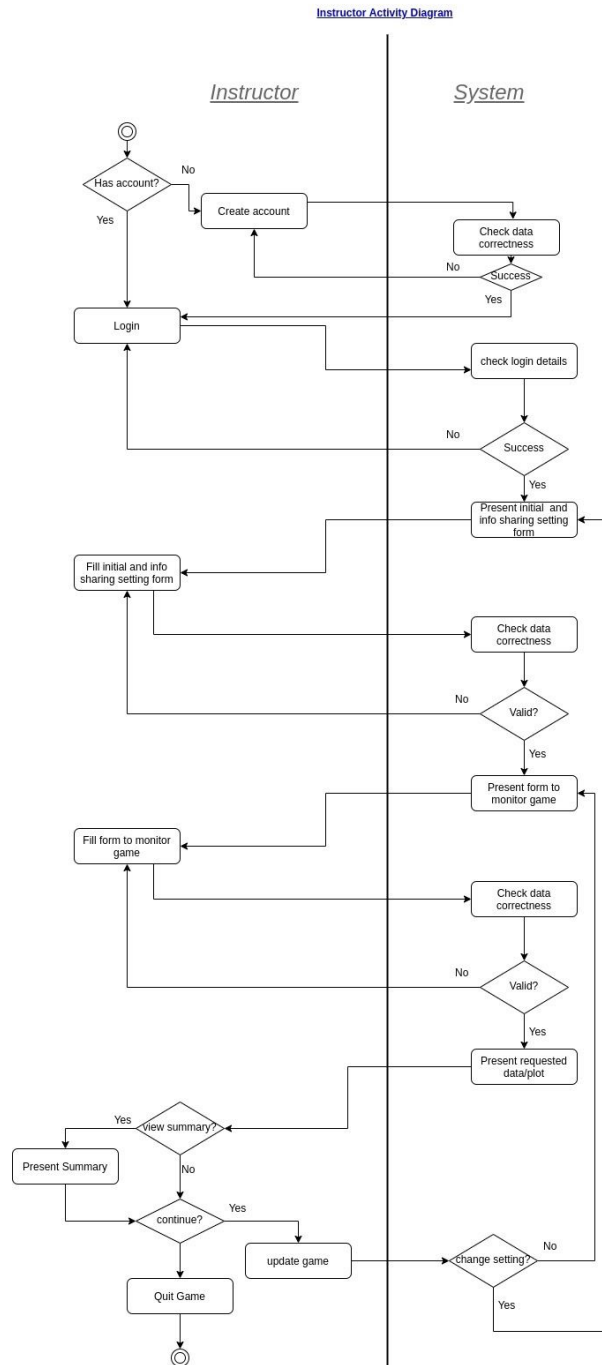 Instructor Activity Diagram
Instructor
System
Has account?
No
Yes
Create account
Check data
correctness
No
Success
Yes
Login
check login details
No
Success
Yes
Present initial and
info sharing setting
form
Fill initial and info
sharing setting form
Check data
correctness
No
Valid?
Yes
Present form to
monitor game
Fill form to monitor
game
Check data
correctness
No
Valid?
Yes
Present requested
data/plot
Yes
view summary?
Present Summary
No
continue?
Yes
update game
change setting?
No
Yes
Quit Game